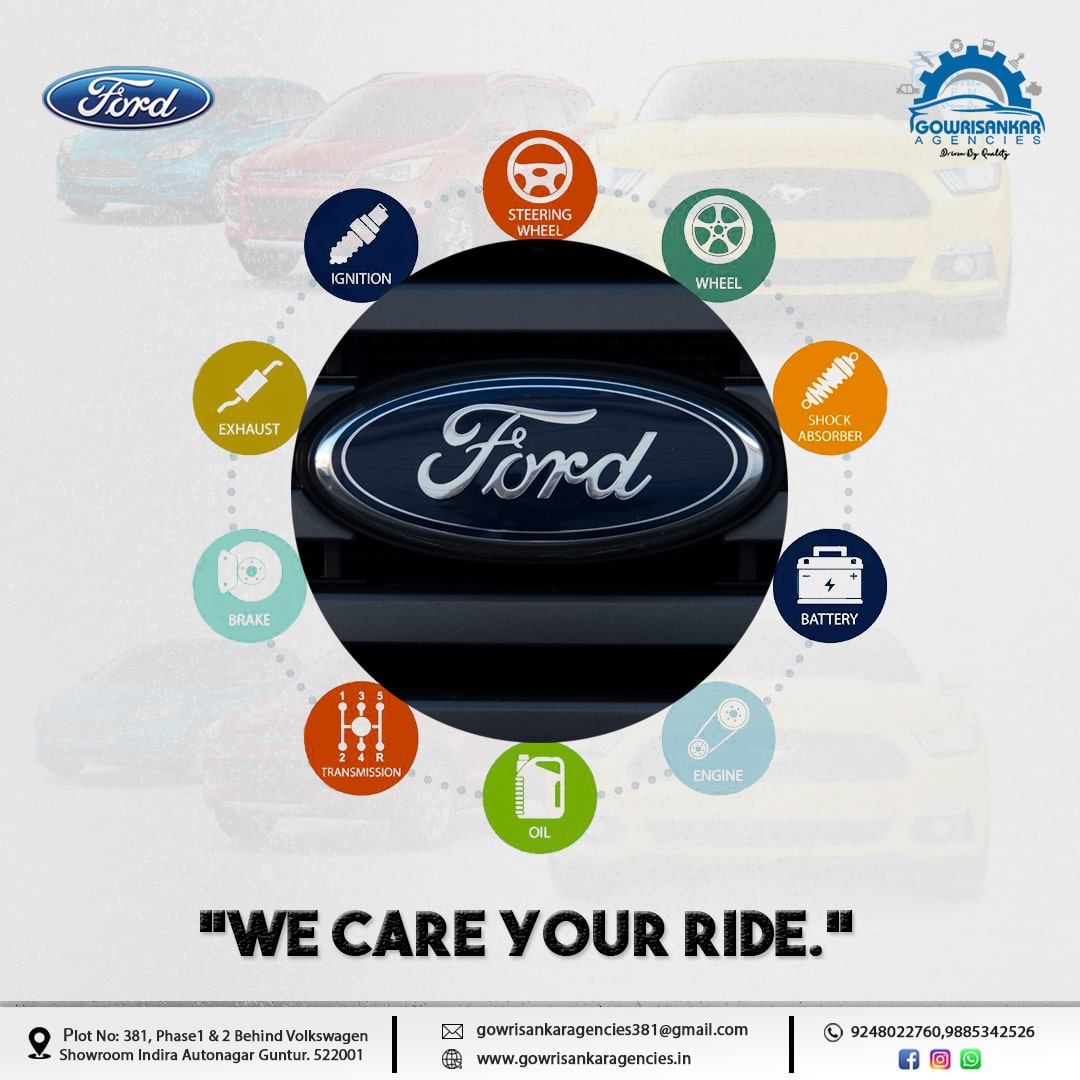 Ford
GOWRISANKAR
AGENCIES
Driven By Quality
STEERING
WHEEL
IGNITION
WHEEL
EXHAUST
SHOCK
ABSORBER
Ford
BRAKE
BATTERY
1 3 5
2 4 R
TRANSMISSION
ENGINE
OIL
"WE CARE YOUR RIDE."
Plot No: 381, Phase1 & 2 Behind Volkswagen
Showroom Indira Autonagar Guntur. 522001
gowrisankaragencies381@gmail.com
www.gowrisankaragencies.in
9248022760,9885342526